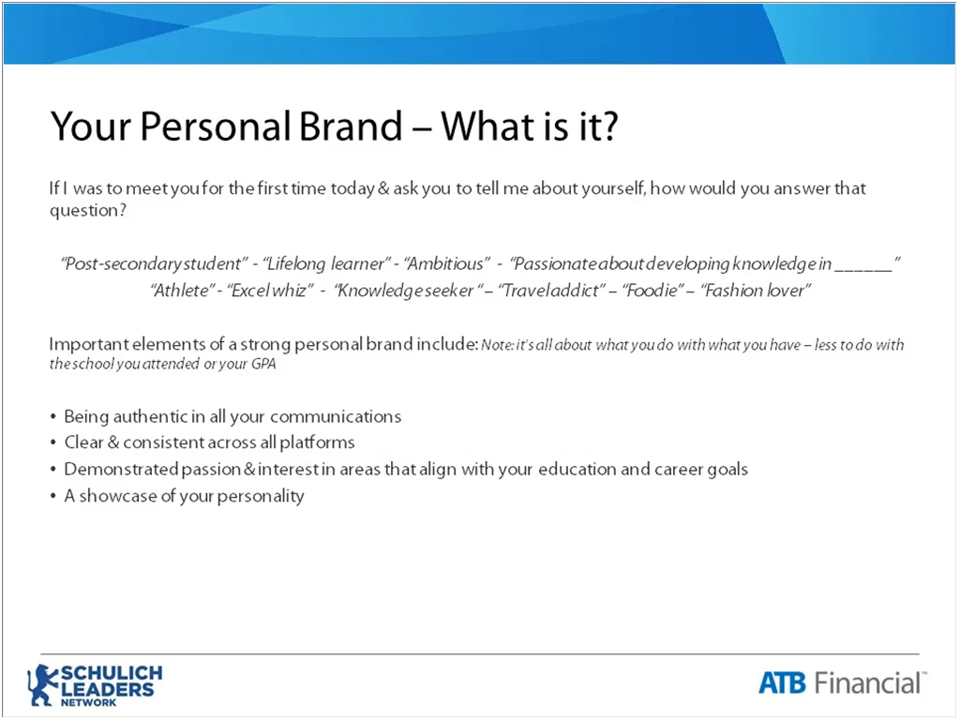 Your Personal Brand – What is it?
If I was to meet you for the first time today & ask you to tell me about yourself, how would you answer that
question?
“Post-secondary student” - “Lifelong learner” - “Ambitious” - “Passionate about developing knowledge in ______”
“Athlete” - “Excel whiz” - “Knowledge seeker “ – “Travel addict” – “Foodie” – “Fashion lover”
Important elements of a strong personal brand include: Note: it's all about what you do with what you have – less to do with
the school you attended or your GPA
• Being authentic in all your communications
• Clear & consistent across all platforms
• Demonstrated passion & interest in areas that align with your education and career goals
• A showcase of your personality
SCHULICH
LEADERS
NETWORK
ATB Financial™